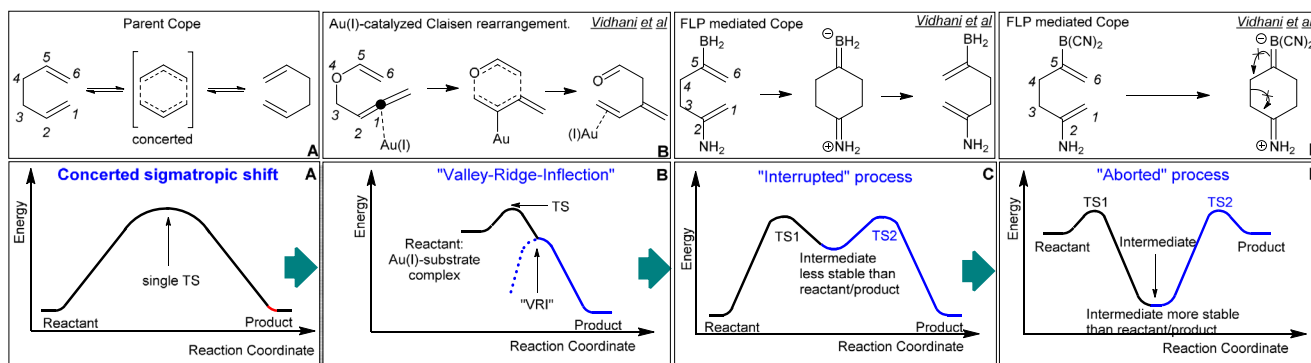 Parent Cope
4
5
6
3
2
1
concerted
A
Au(I)-catalyzed Claisen rearrangement. Vidhani et al
4
O
5
6
3
2
1
Au(I)
O
Au
O
(I)Au
B
FLP mediated Cope Vidhani et al
BH2
5
6
4
3
1
2
NH2
⊖
BH2
⊕
NH2
BH2
NH2
FLP mediated Cope Vidhani et al
B(CN)2
5
6
4
3
1
2
NH2
⊖
B(CN)2
⊕
NH2
Concerted sigmatropic shift
A
Energy
single TS
Reactant
Product
Reaction Coordinate
"Valley-Ridge-Inflection"
B
Energy
TS
Reactant:
Au(I)-substrate
complex
"VRI"
Product
Reaction Coordinate
"Interrupted" process
C
Energy
TS1
TS2
Intermediate
less stable than
reactant/product
Reactant
Product
Reaction Coordinate
"Aborted" process
Energy
TS1
TS2
Reactant
Intermediate
Product
Intermediate more stable
than reactant/product
Reaction Coordinate